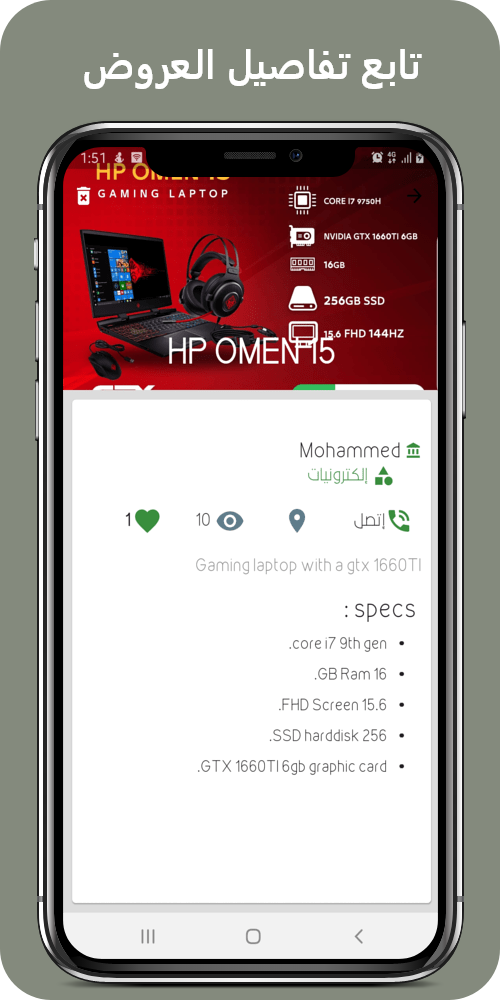 تابع تفاصيل العروض
1:51
4G
HP OMEN 15
GAMING LAPTOP
CORE I7 9750H
NVIDIA GTX 1660TI 6GB
16GB
256GB SSD
15.6 FHD 144HZ
HP OMEN 15
Mohammed
إلكترونيات
إتصل
10
1
Gaming laptop with a gtx 1660TI
: specs
• .core i7 9th gen
• .GB Ram 16
• .FHD Screen 15.6
• .SSD harddisk 256
• .GTX 1660TI 6gb graphic card